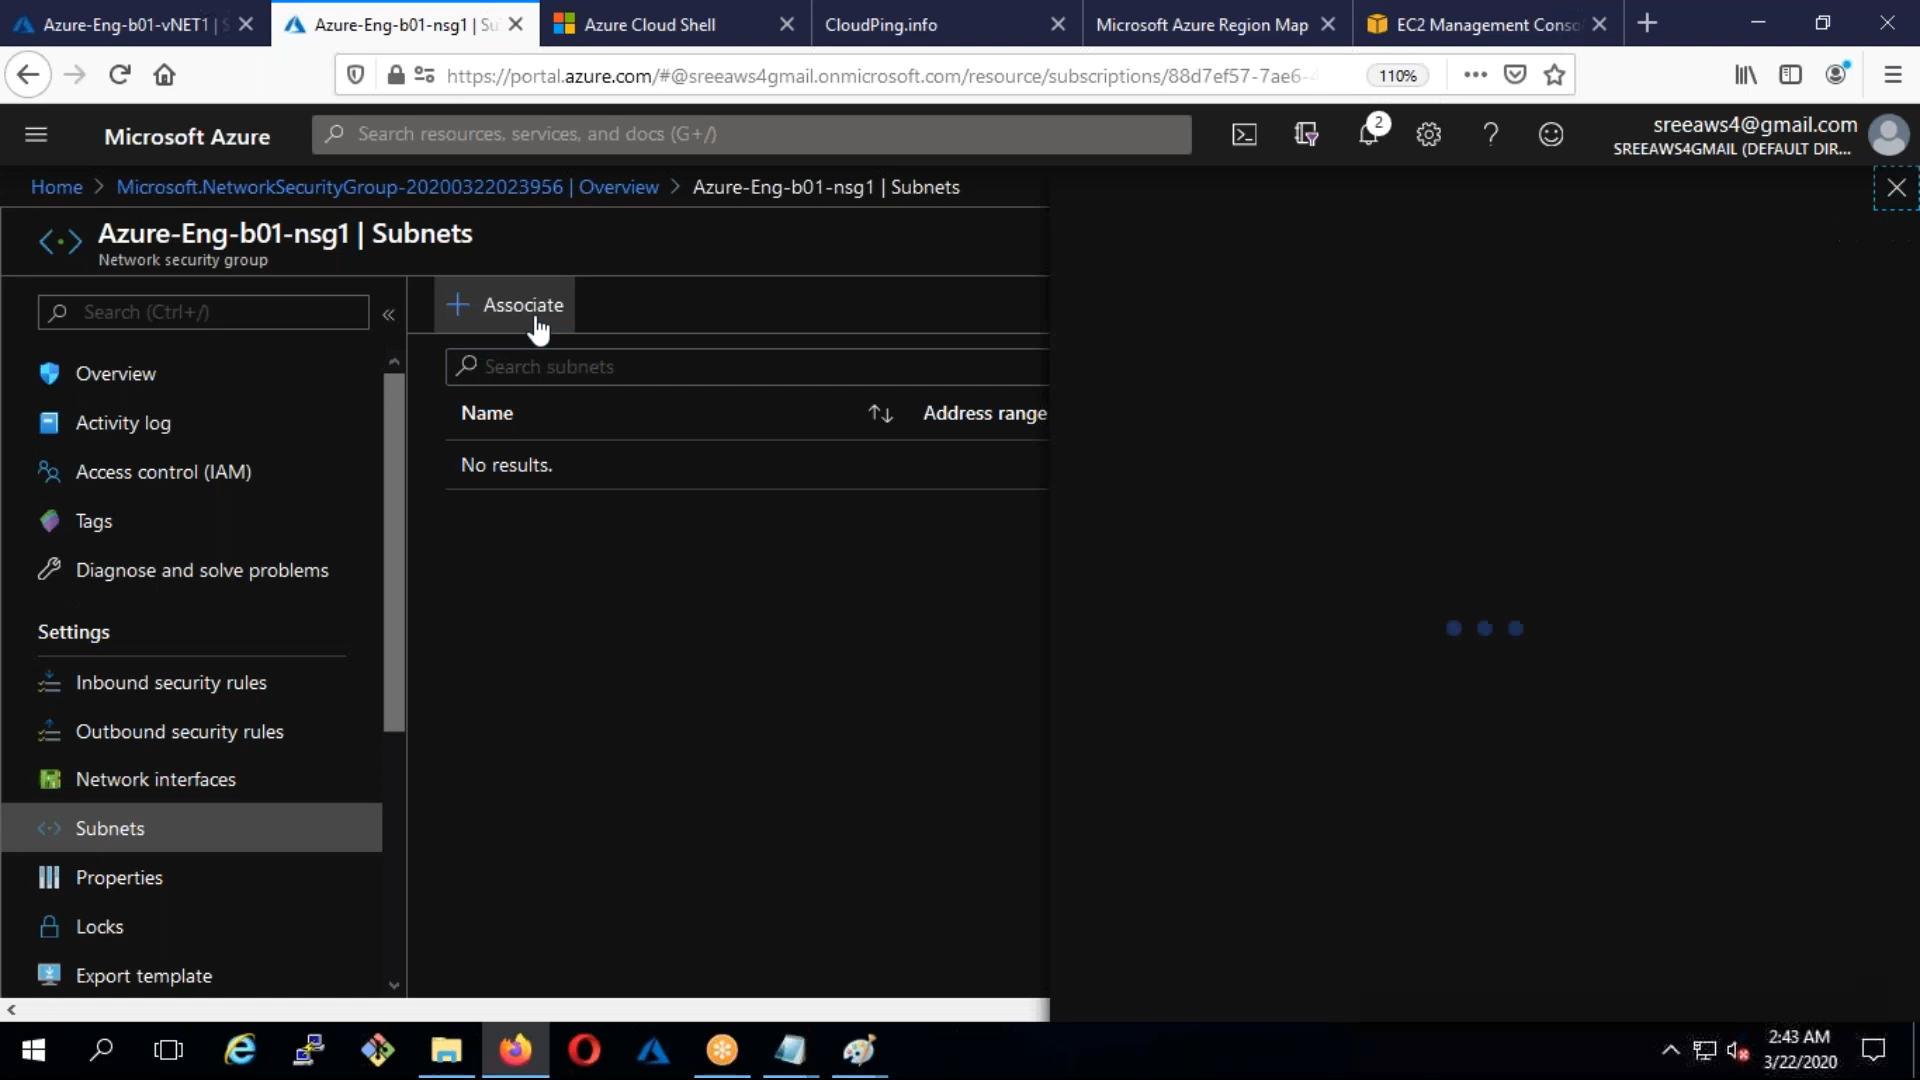 Azure-Eng-b01-vNET1 | S
Azure-Eng-b01-nsg1 | Su
Azure Cloud Shell
CloudPing.info
Microsoft Azure Region Map
EC2 Management Conso
https://portal.azure.com/#@sreeaws4gmail.onmicrosoft.com/resource/subscriptions/88d7ef57-7ae6-
110%
Microsoft Azure
Search resources, services, and docs (G+/)
2
sreeaws4@gmail.com
SREEAWS4GMAIL (DEFAULT DIR...
Home > Microsoft.NetworkSecurityGroup-20200322023956 | Overview > Azure-Eng-b01-nsg1 | Subnets
Azure-Eng-b01-nsg1 | Subnets
Network security group
Search (Ctrl+/)
Overview
Activity log
Access control (IAM)
Tags
Diagnose and solve problems
Settings
Inbound security rules
Outbound security rules
Network interfaces
Subnets
Properties
Locks
Export template
Associate
Search subnets
Name
Address range
No results.
2:43 AM
3/22/2020